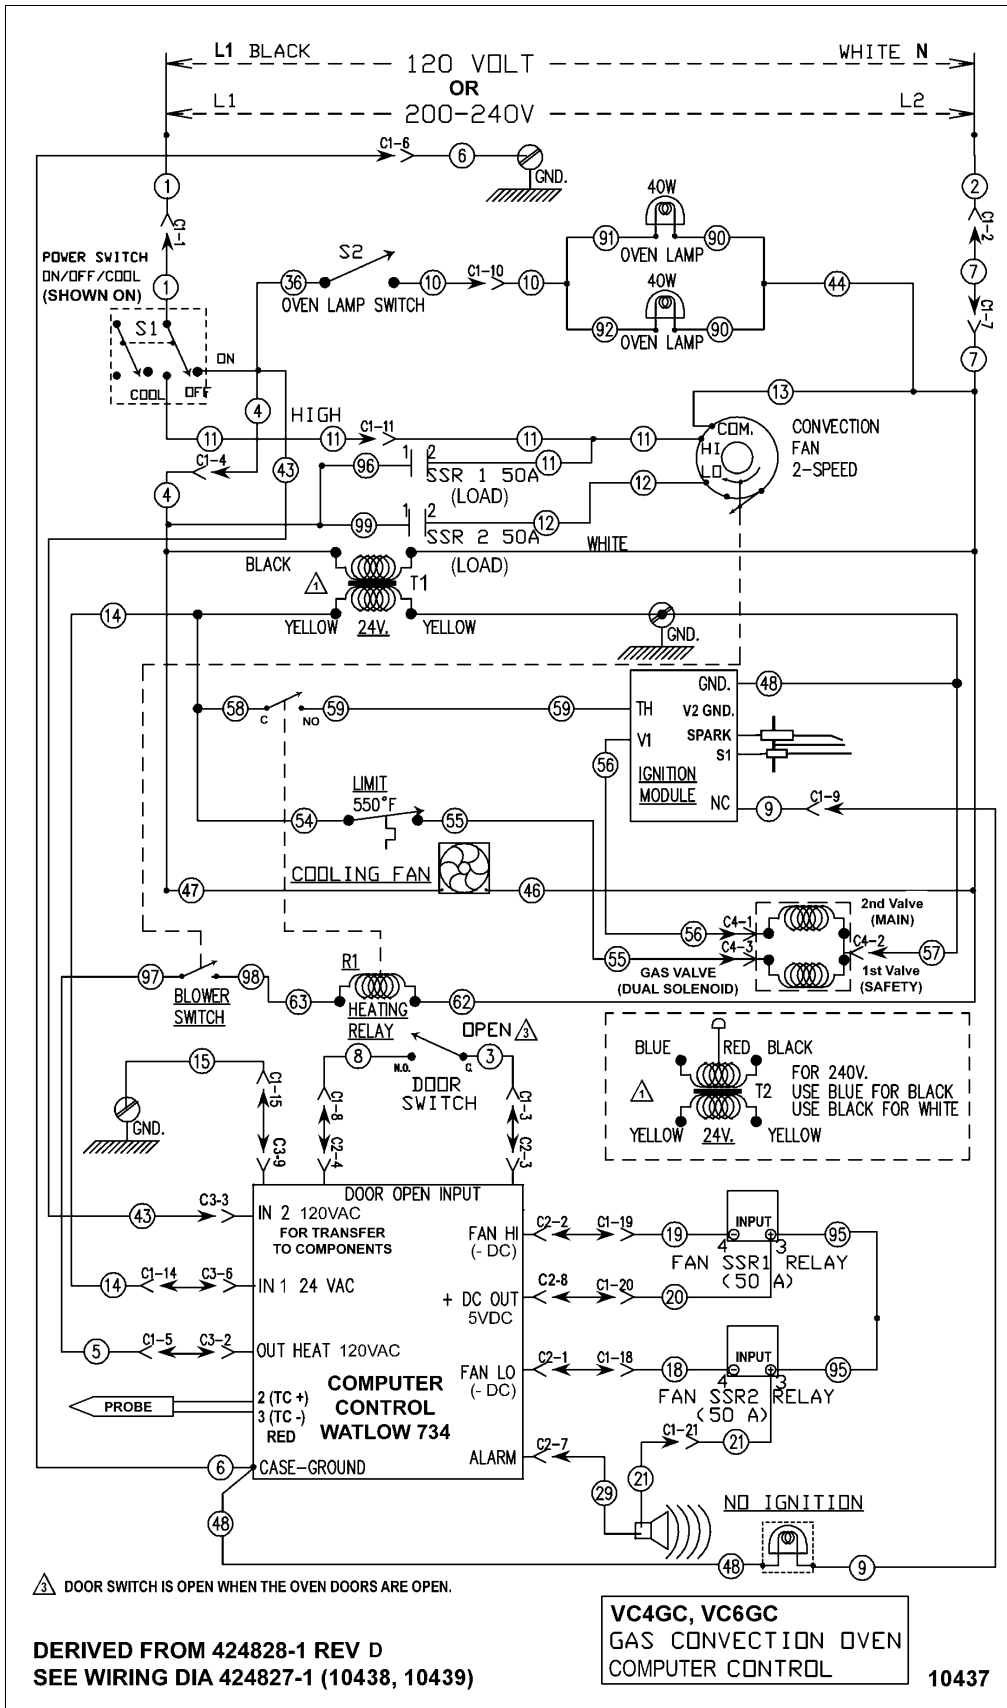 L1 BLACK
WHITE N
120 VOLT
OR
200-240V
L1
L2
C1-6
6
GND.
1
2
C1-1
C1-2
POWER SWITCH
ON/OFF/COOL
(SHOWN ON)
1
7
C1-7
7
S1
ON
COOL
OFF
S2
36
OVEN LAMP SWITCH
10
C1-10
10
40W
91
90
OVEN LAMP
40W
92
90
OVEN LAMP
44
13
4
HIGH
11
11
C1-11
11
11
C1-4
43
4
96
1
2
11
SSR 1 50A
(LOAD)
12
99
1
2
12
SSR 2 50A
(LOAD)
COM.
HI
LO
CONVECTION
FAN
2-SPEED
BLACK
WHITE
1
T1
14
YELLOW
24V.
YELLOW
GND.
58
C
NO
59
59
GND.
48
TH
V2 GND.
V1
SPARK
S1
56
IGNITION
MODULE
NC
9
C1-9
LIMIT
550°F
54
55
COOLING FAN
47
46
2nd Valve
(MAIN)
56
C4-1
C4-3
C4-2
57
55
GAS VALVE
(DUAL SOLENOID)
1st Valve
(SAFETY)
97
98
BLOWER
SWITCH
63
R1
62
HEATING
RELAY
OPEN 3
15
C1-15
C3-9
GND.
8
N.O.
C.
3
DOOR
SWITCH
C1-8
C2-4
C1-3
C2-3
BLUE
RED
BLACK
1
T2
YELLOW
24V.
YELLOW
FOR 240V.
USE BLUE FOR BLACK
USE BLACK FOR WHITE
DOOR OPEN INPUT
43
C3-3
IN 2 120VAC
FOR TRANSFER
TO COMPONENTS
14
C1-14
C3-6
IN 1 24 VAC
5
C1-5
C3-2
OUT HEAT 120VAC
PROBE
2 (TC +)
3 (TC -)
RED
COMPUTER
CONTROL
WATLOW 734
6
CASE-GROUND
48
FAN HI
(- DC)
C2-2
C1-19
19
INPUT
4
3
95
FAN SSR1 RELAY
(50 A)
+ DC OUT
5VDC
C2-8
C1-20
20
FAN LO
(- DC)
C2-1
C1-18
18
INPUT
4
3
95
FAN SSR2 RELAY
(50 A)
C1-21
21
ALARM
C2-7
29
21
NO IGNITION
48
9
3 DOOR SWITCH IS OPEN WHEN THE OVEN DOORS ARE OPEN.
VC4GC, VC6GC
GAS CONVECTION OVEN
COMPUTER CONTROL
DERIVED FROM 424828-1 REV D
SEE WIRING DIA 424827-1 (10438, 10439)
10437